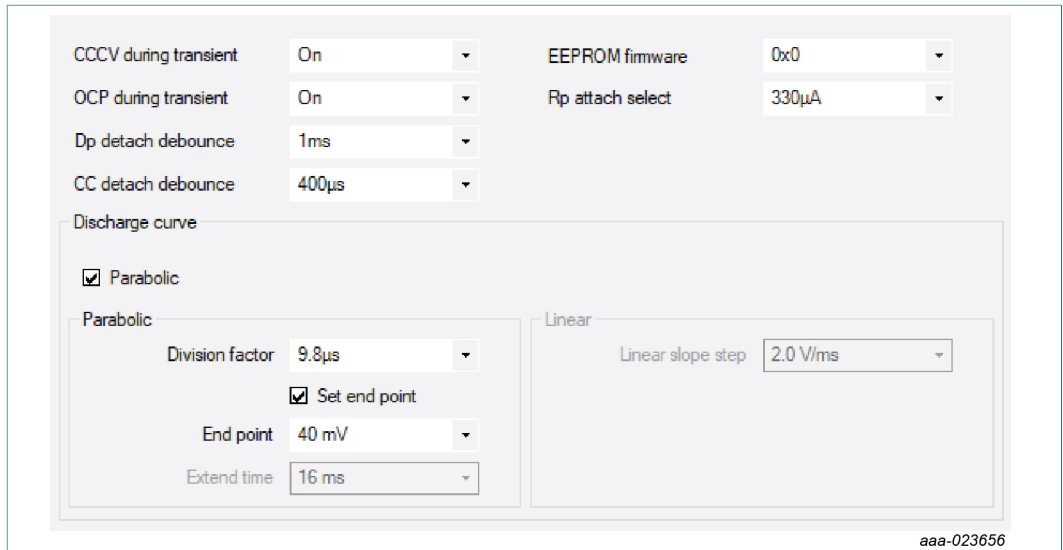 CCCV during transient On EEPROM firmware 0x0
OCP during transient On Rp attach select 330µA
Dp detach debounce 1ms
CC detach debounce 400µs
Discharge curve
Parabolic
Parabolic Linear
Division factor 9.8µs Linear slope step 2.0 V/ms
Set end point
End point 40 mV
Extend time 16 ms
aaa-023656